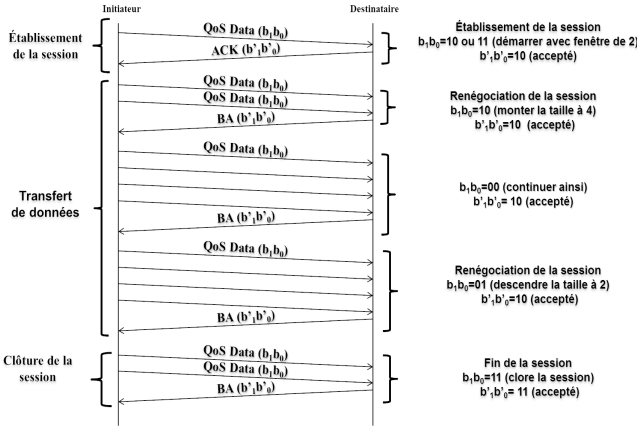 Initiateur
Destinataire
Établissement
de la session
QoS Data (b1b0)
ACK (b'1b'0)
Établissement de la session
b1b0=10 ou 11 (démarrer avec fenêtre de 2)
b'1b'0=10 (accepté)
Transfert
de données
QoS Data (b1b0)
QoS Data (b1b0)
BA (b'1b'0)
Renégociation de la session
b1b0=10 (monter la taille à 4)
b'1b'0=10 (accepté)
QoS Data (b1b0)
BA (b'1b'0)
b1b0=00 (continuer ainsi)
b'1b'0= 10 (accepté)
QoS Data (b1b0)
BA (b'1b'0)
Renégociation de la session
b1b0=01 (descendre la taille à 2)
b'1b'0=10 (accepté)
Clôture de la
session
QoS Data (b1b0)
QoS Data (b1b0)
BA (b'1b'0)
Fin de la session
b1b0=11 (clore la session)
b'1b'0= 11 (accepté)